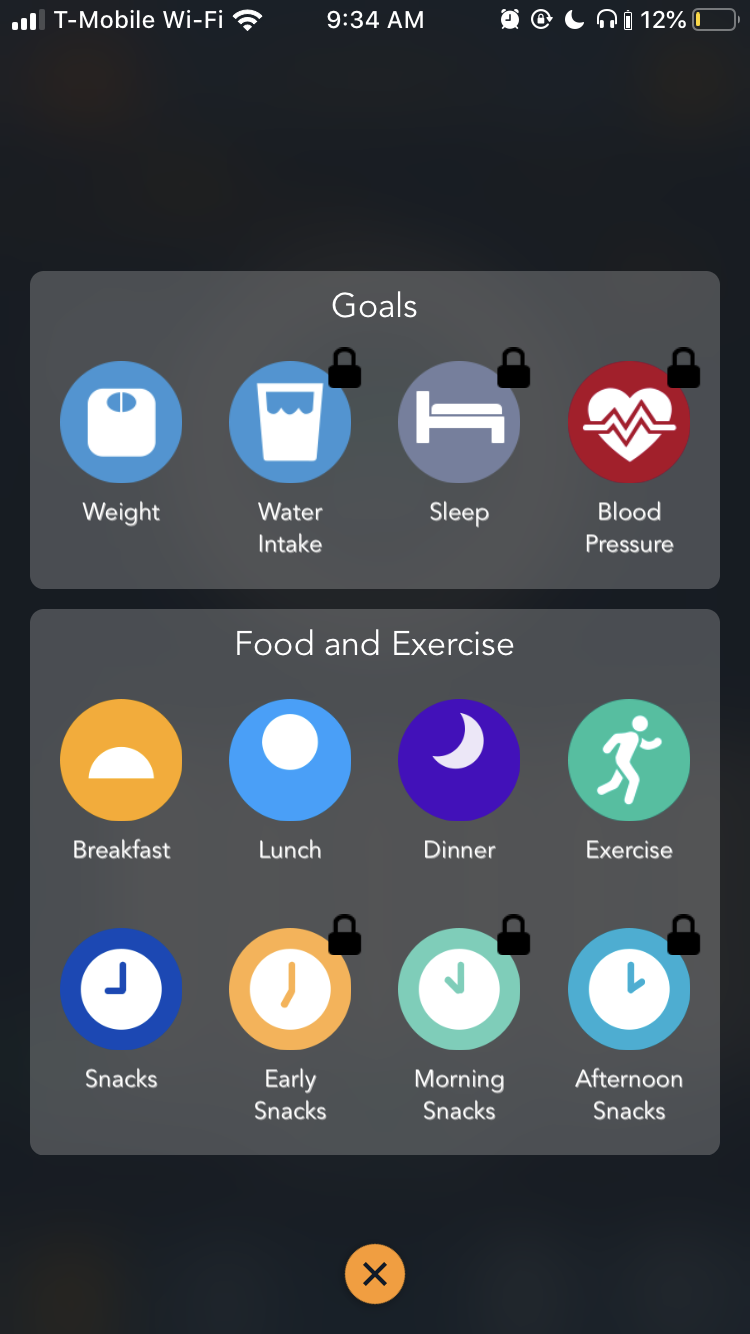 T-Mobile Wi-Fi 9:34 AM 12%
Goals
Weight Water Intake Sleep Blood Pressure
Food and Exercise
Breakfast Lunch Dinner Exercise
Snacks Early Snacks Morning Snacks Afternoon Snacks